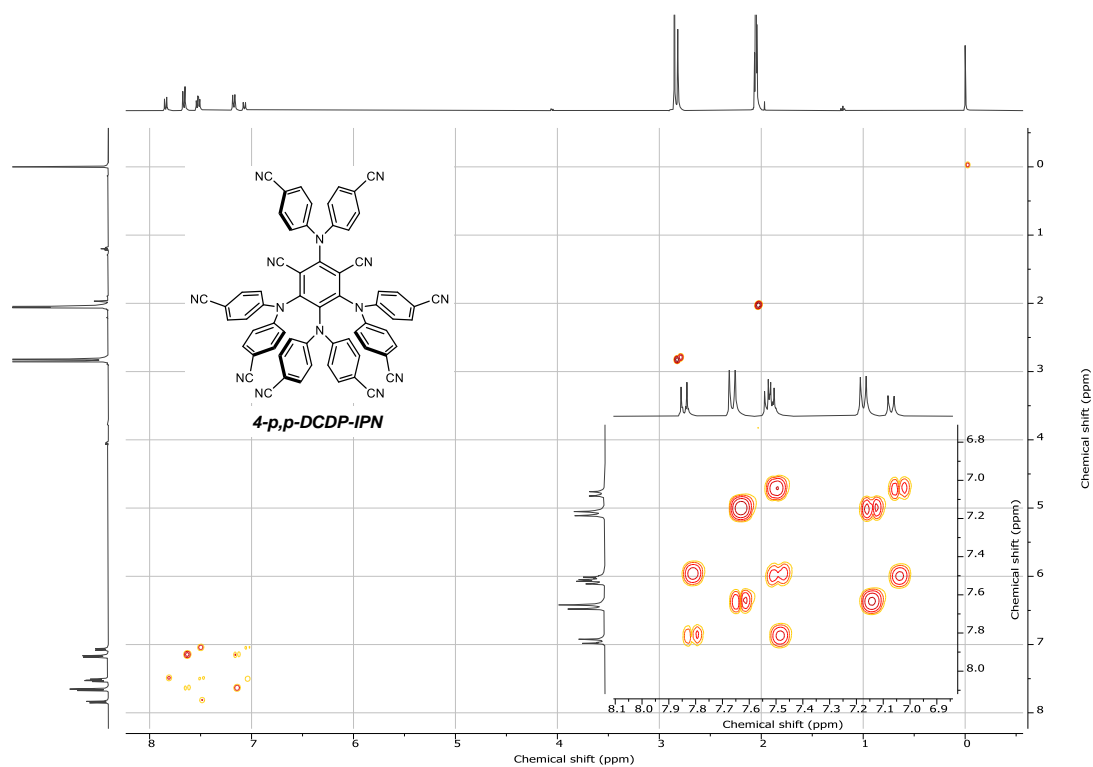 NC CN
N
NC CN
NC N N CN
N
NC CN
NC CN
4-p,p-DCDP-IPN
0
1
2
3
4
5
6
7
8
Chemical shift (ppm)
6.8
7.0
7.2
7.4
7.6
7.8
8.0
Chemical shift (ppm)
8.1 8.0 7.9 7.8 7.7 7.6 7.5 7.4 7.3 7.2 7.1 7.0 6.9
Chemical shift (ppm)
8 7 6 5 4 3 2 1 0
Chemical shift (ppm)